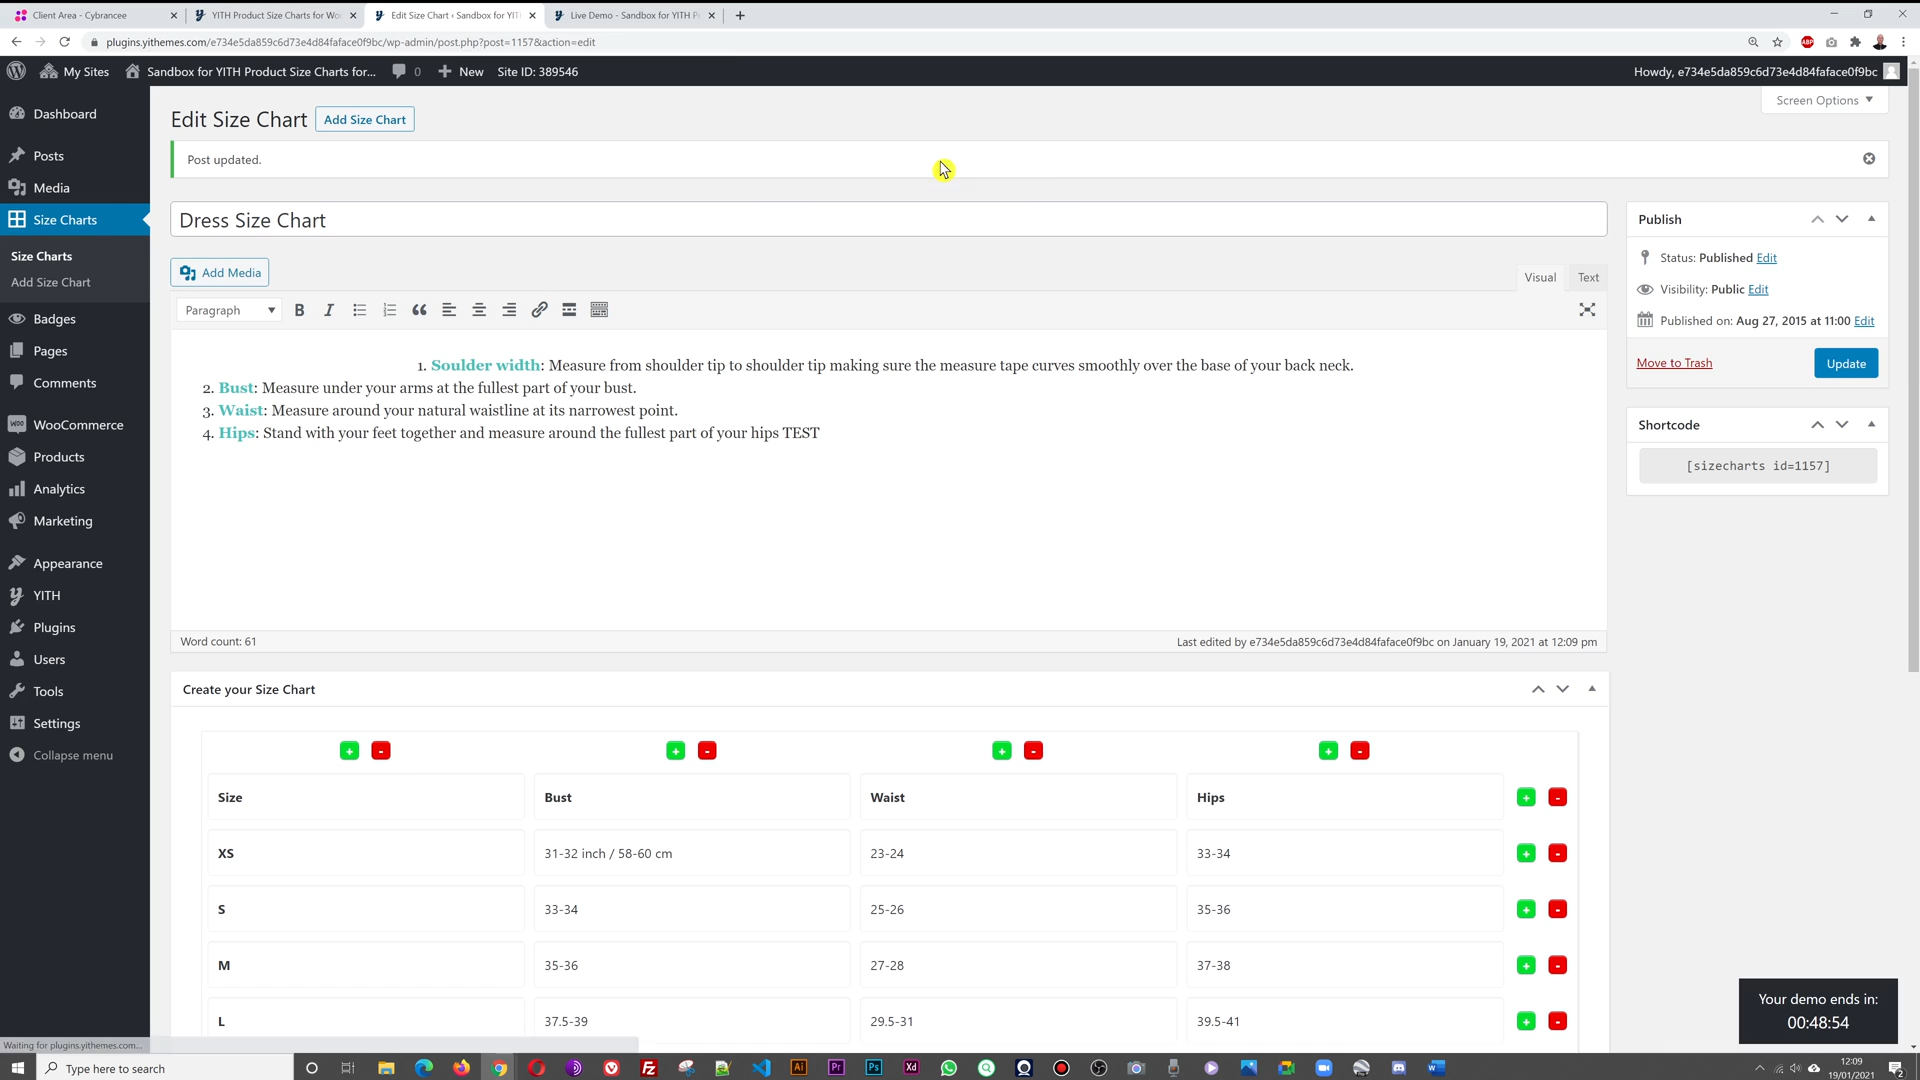 Client Area - Cybrancee
YITH Product Size Charts for Woo
Edit Size Chart ‹ Sandbox for YITH
Live Demo - Sandbox for YITH P
plugins.yithemes.com/e734e5da859c6d73e4d84faface0f9bc/wp-admin/post.php?post=1157&action=edit
ABP
My Sites
Sandbox for YITH Product Size Charts for...
0
New
Site ID: 389546
Howdy, e734e5da859c6d73e4d84faface0f9bc
Screen Options
Dashboard
Posts
Media
Size Charts
Size Charts
Add Size Chart
Badges
Pages
Comments
WooCommerce
Products
Analytics
Marketing
Appearance
YITH
Plugins
Users
Tools
Settings
Collapse menu
Edit Size Chart
Add Size Chart
Post updated.
Dress Size Chart
Add Media
Visual Text
Paragraph
B I
1. Soulder width: Measure from shoulder tip to shoulder tip making sure the measure tape curves smoothly over the base of your back neck.
2. Bust: Measure under your arms at the fullest part of your bust.
3. Waist: Measure around your natural waistline at its narrowest point.
4. Hips: Stand with your feet together and measure around the fullest part of your hips TEST
Word count: 61
Last edited by e734e5da859c6d73e4d84faface0f9bc on January 19, 2021 at 12:09 pm
Publish
Status: Published Edit
Visibility: Public Edit
Published on: Aug 27, 2015 at 11:00 Edit
Move to Trash
Update
Shortcode
[sizecharts id=1157]
Create your Size Chart
+ - + - + - + -
Size Bust Waist Hips + -
XS 31-32 inch / 58-60 cm 23-24 33-34 + -
S 33-34 25-26 35-36 + -
M 35-36 27-28 37-38 + -
L 37.5-39 29.5-31 39.5-41 + -
Your demo ends in:
00:48:54
Waiting for plugins.yithemes.com...
Type here to search
Ai
Pr
Ps
Xd
12:09
19/01/2021
2